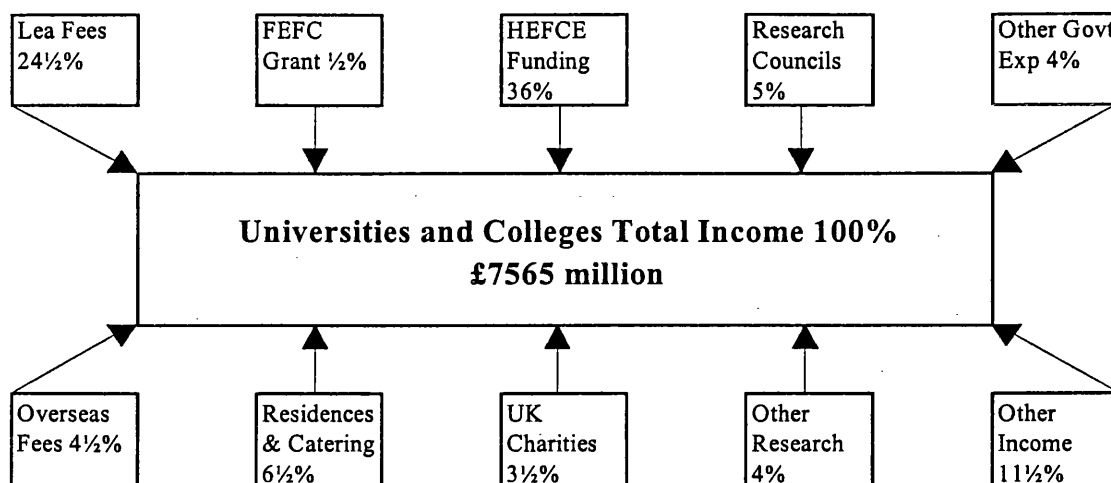 Lea Fees
24½%
FEFC
Grant ½%
HEFCE
Funding
36%
Research
Councils
5%
Other Govt
Exp 4%
Universities and Colleges Total Income 100%
£7565 million
Overseas
Fees 4½%
Residences
& Catering
6½%
UK
Charities
3½%
Other
Research
4%
Other
Income
11½%